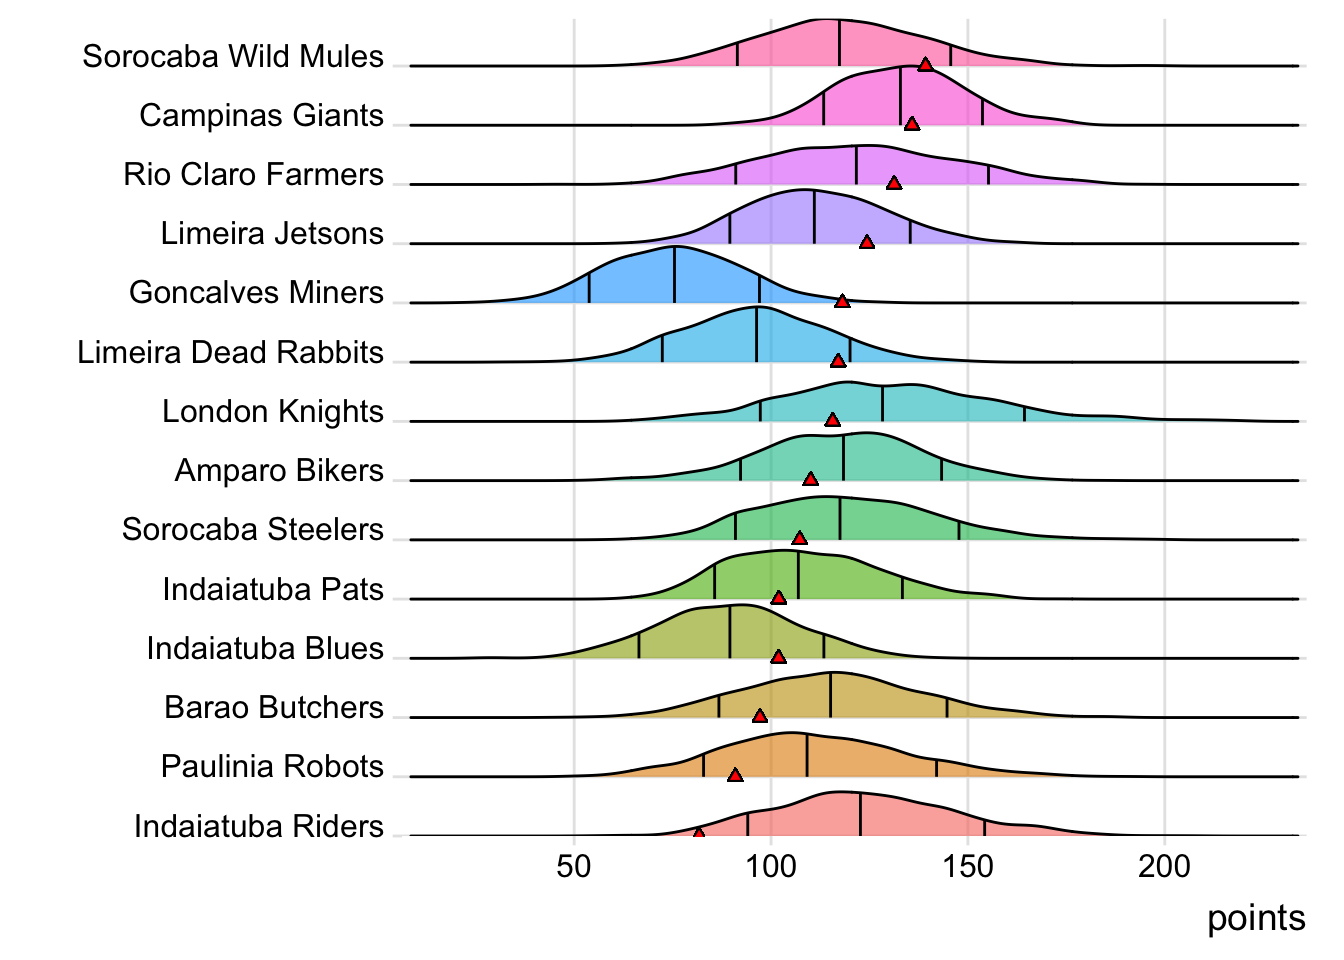 Sorocaba Wild Mules
Campinas Giants
Rio Claro Farmers
Limeira Jetsons
Goncalves Miners
Limeira Dead Rabbits
London Knights
Amparo Bikers
Sorocaba Steelers
Indaiatuba Pats
Indaiatuba Blues
Barao Butchers
Paulinia Robots
Indaiatuba Riders
50 100 150 200
points